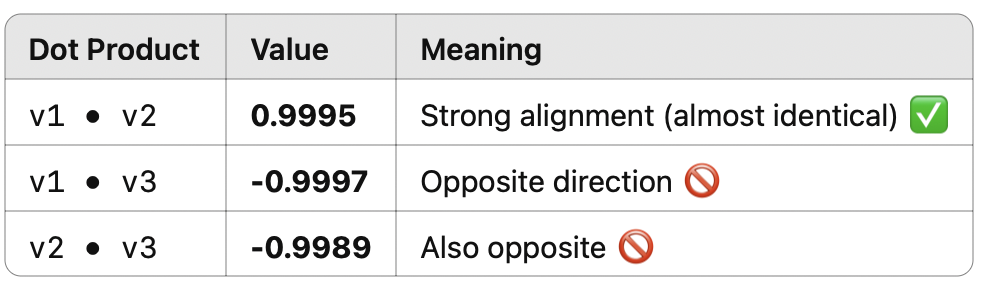 Dot Product Value Meaning
v1 • v2 0.9995 Strong alignment (almost identical) ✅
v1 • v3 -0.9997 Opposite direction 🚫
v2 • v3 -0.9989 Also opposite 🚫